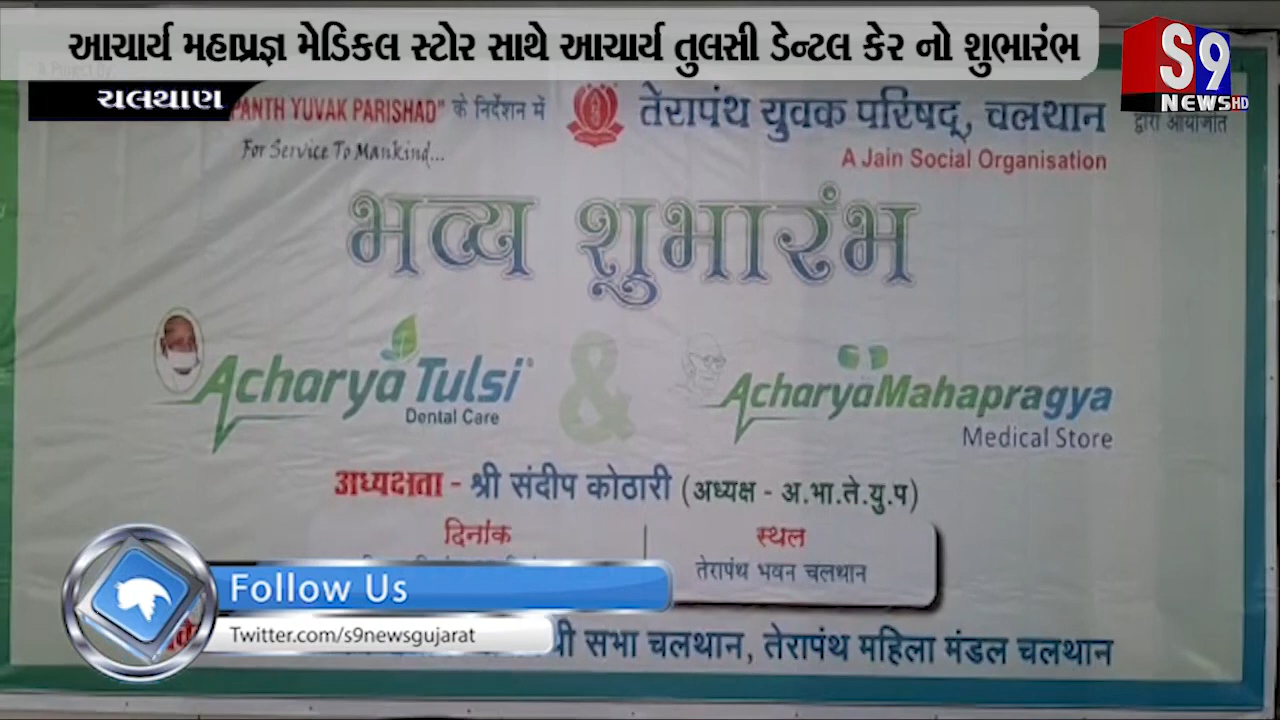 આચાર્ય મહાપ્રજ્ઞ મેડિકલ સ્ટોર સાથે આચાર્ય તુલસી ડેન્ટલ કેર નો શુભારંભ
S9 NEWS HD
ચલથાણ
PANTH YUVAK PARISHAD" के निर्देशन में
तेरापंथ युवक परिषद्, चलथान द्वारा आयोजित
For Service To Mankind...
A Jain Social Organisation
भव्य शुभारंभ
Acharya Tulsi & Acharya Mahapragya
Dental Care
Medical Store
अध्यक्षता - श्री संदीप कोठारी (अध्यक्ष - अ.भा.ते.यु.प)
दिनांक
स्थल
तेरापंथ भवन चलथान
Follow Us
Twitter.com/s9newsgujarat
सभा चलथान, तेरापंथ महिला मंडल चलथान